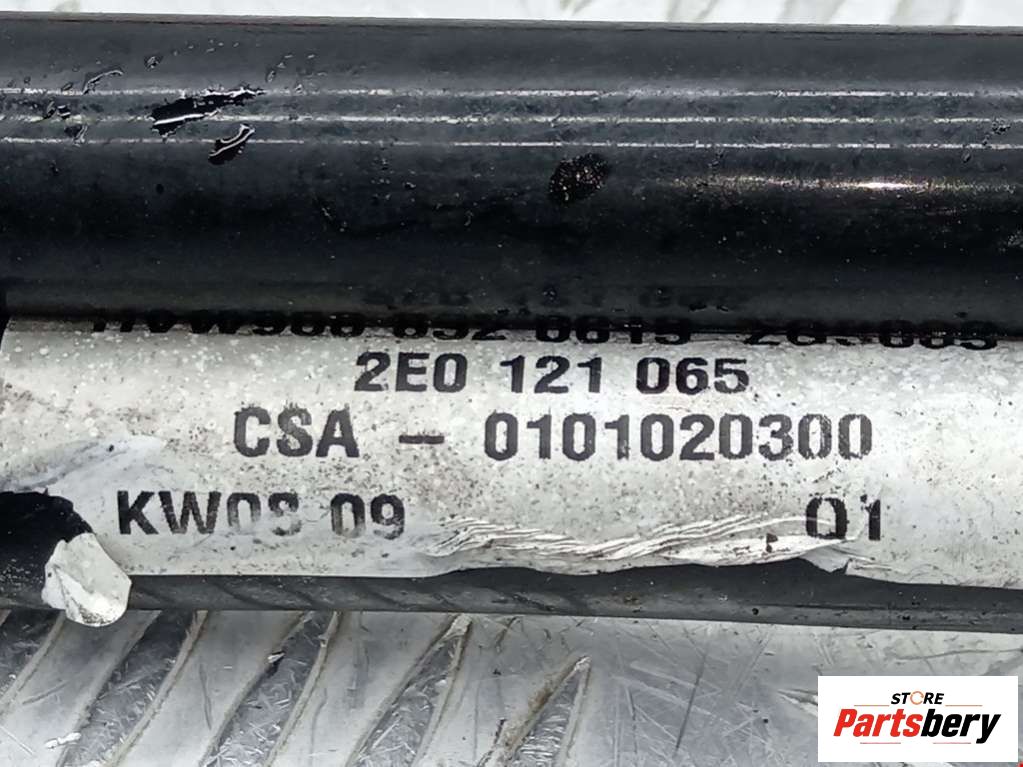 2E0 121 065
CSA – 0101020300
KW08 09 01
STORE
Partsbery